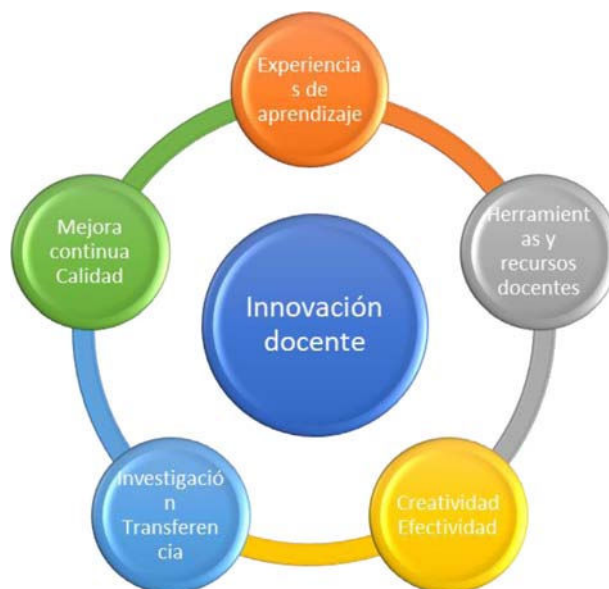 Experiencia
s de
aprendizaje
Herramient
as y
recursos
docentes
Creatividad
Efectividad
Investigació
n
Transferen
cia
Mejora
continua
Calidad
Innovación
docente